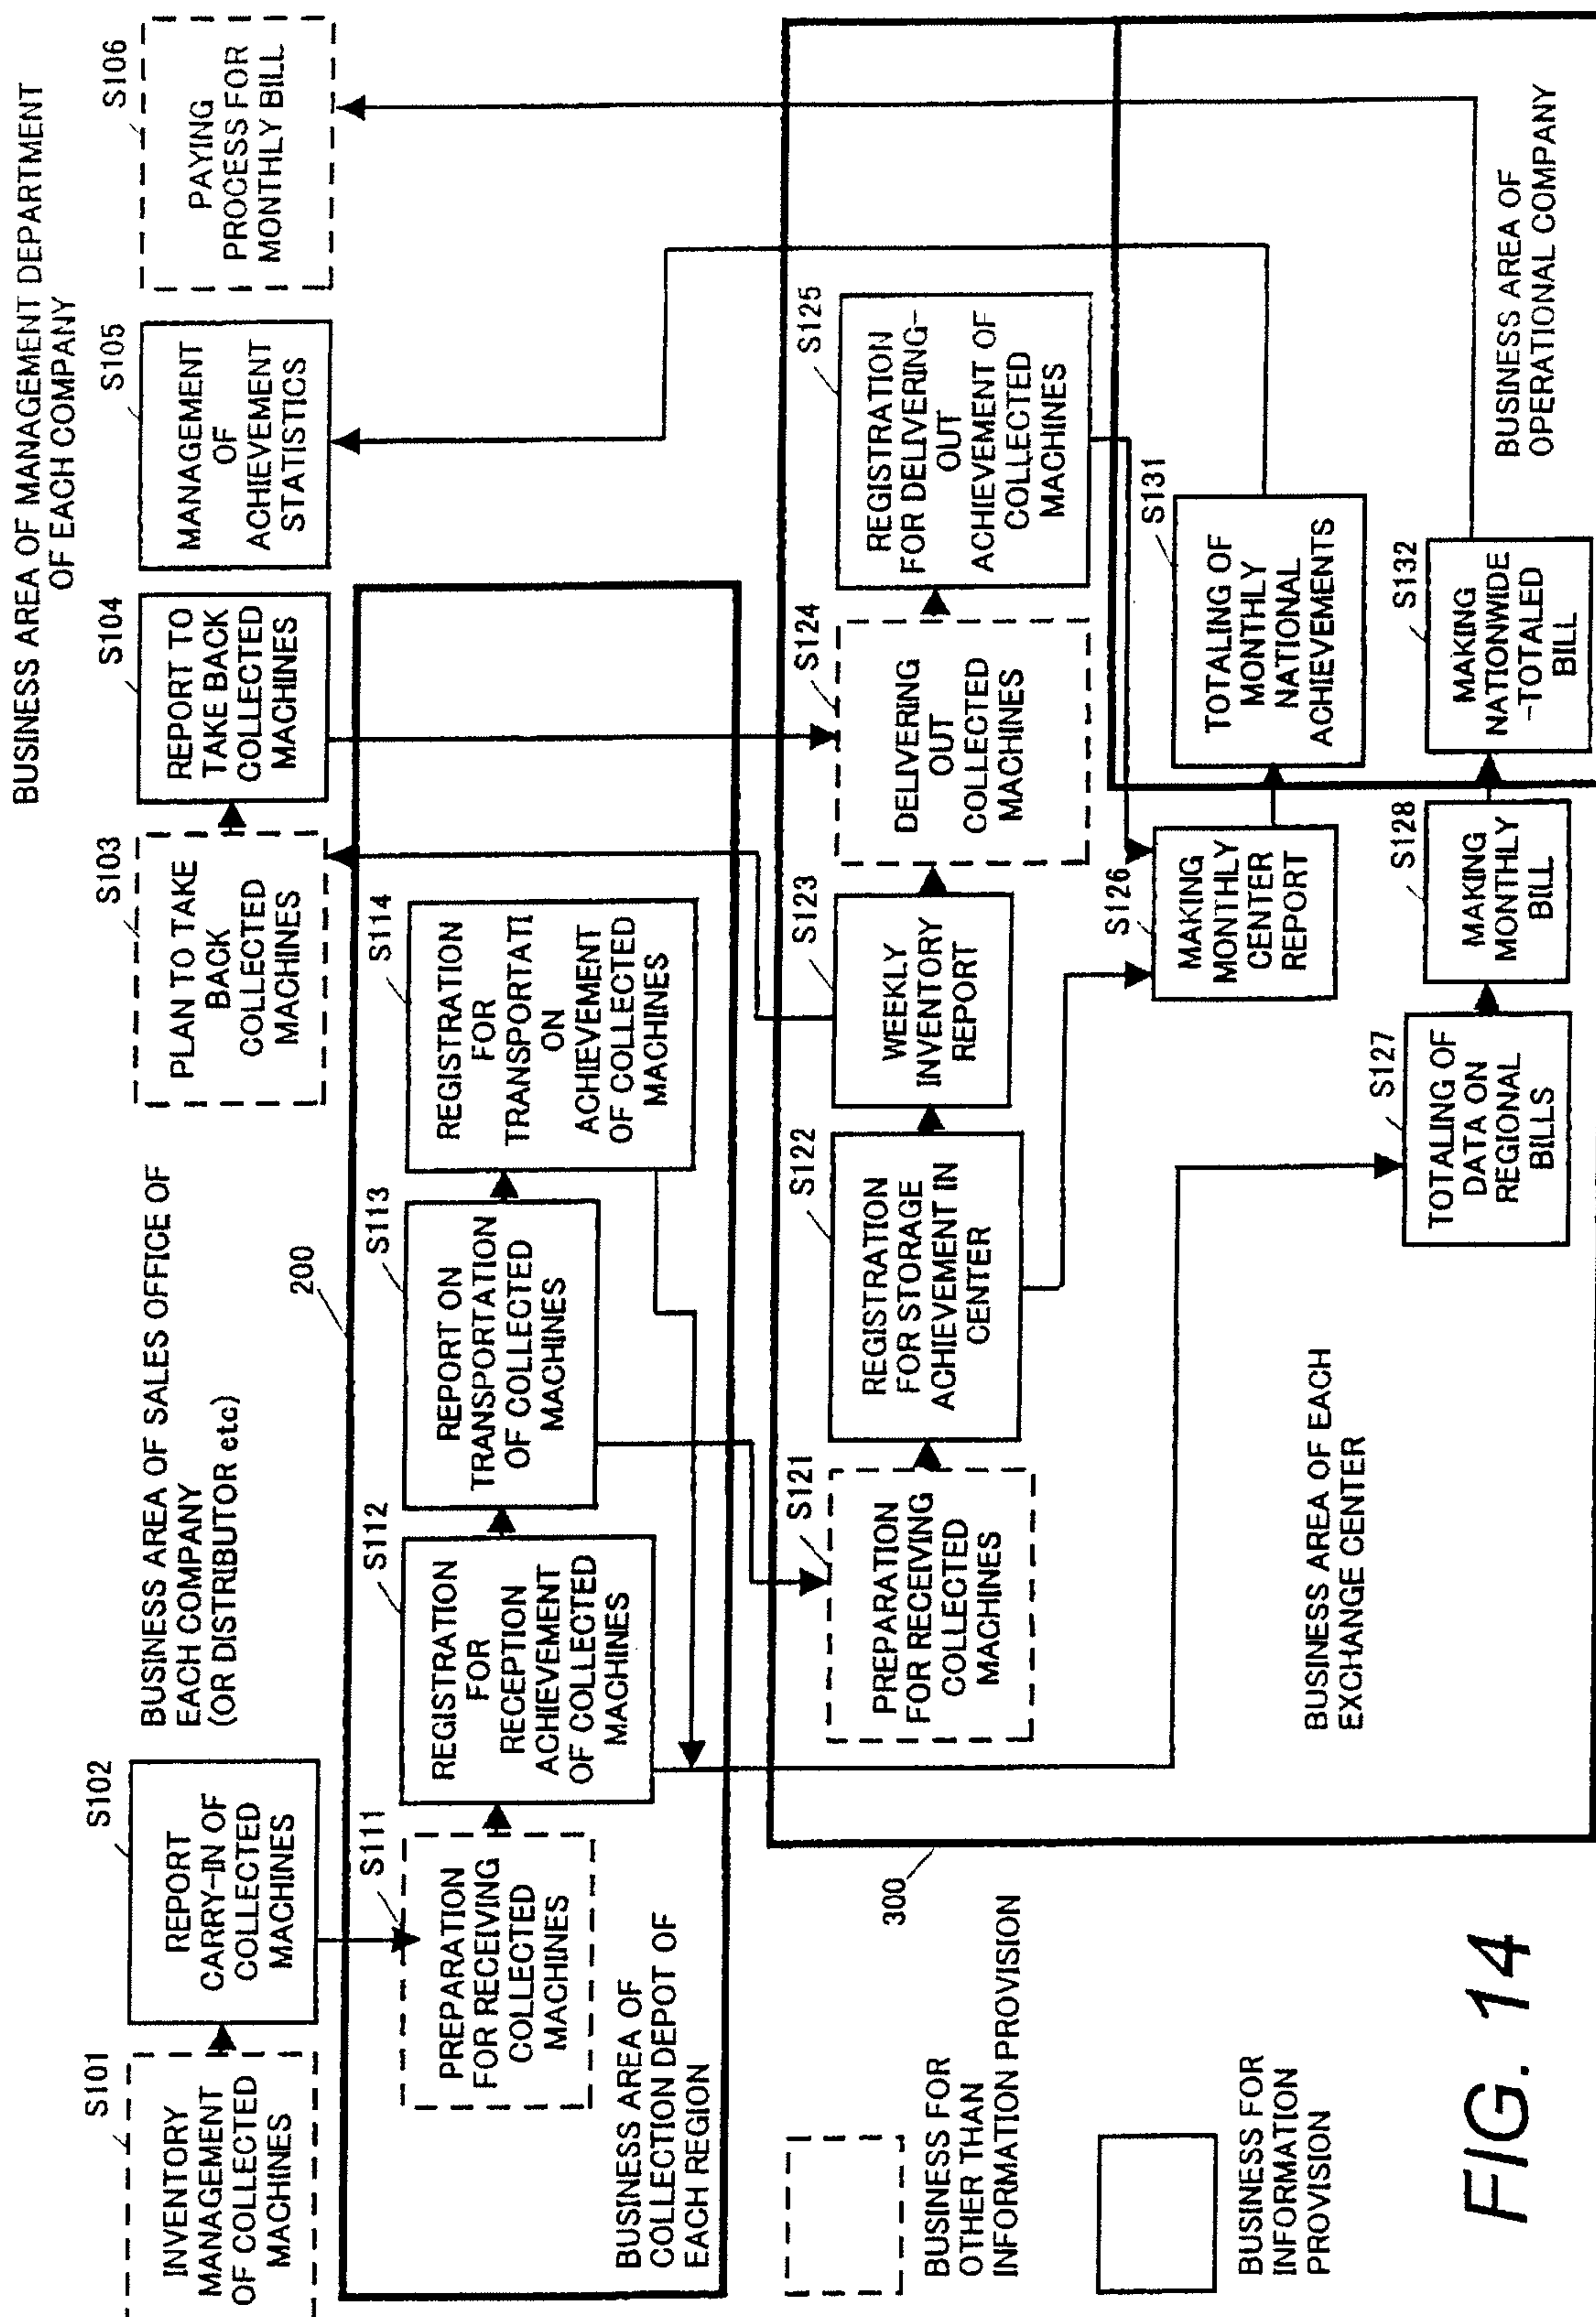 BUSINESS AREA OF MANAGEMENT DEPARTMENT
OF EACH COMPANY
BUSINESS AREA OF SALES OFFICE OF
EACH COMPANY
(OR DISTRIBUTOR etc)
S101
INVENTORY
MANAGEMENT
OF COLLECTED
MACHINES
S102
REPORT
CARRY-IN OF
COLLECTED
MACHINES
S103
PLAN TO TAKE
BACK
COLLECTED
MACHINES
S104
REPORT TO
TAKE BACK
COLLECTED
MACHINES
S105
MANAGEMENT
OF
ACHIEVEMENT
STATISTICS
S106
PAYING
PROCESS FOR
MONTHLY BILL
200
S111
PREPARATION
FOR RECEIVING
COLLECTED
MACHINES
S112
REGISTRATION
FOR
RECEPTION
ACHIEVEMENT
OF COLLECTED
MACHINES
S113
REPORT ON
TRANSPORTATION
OF COLLECTED
MACHINES
S114
REGISTRATION
FOR
TRANSPORTATI
ON
ACHIEVEMENT
OF COLLECTED
MACHINES
BUSINESS AREA OF
COLLECTION DEPOT OF
EACH REGION
S121
PREPARATION
FOR RECEIVING
COLLECTED
MACHINES
S122
REGISTRATION
FOR STORAGE
ACHIEVEMENT IN
CENTER
S123
WEEKLY
INVENTORY
REPORT
S124
DELIVERING
OUT
COLLECTED
MACHINES
S125
REGISTRATION
FOR DELIVERING-
OUT
ACHIEVEMENT OF
COLLECTED
MACHINES
S126
MAKING
MONTHLY
CENTER
REPORT
S131
TOTALING OF
MONTHLY
NATIONAL
ACHIEVEMENTS
S127
TOTALING OF
DATA ON
REGIONAL
BILLS
S128
MAKING
MONTHLY
BILL
S132
MAKING
NATIONWIDE
-TOTALED
BILL
BUSINESS AREA OF
OPERATIONAL COMPANY
BUSINESS AREA OF EACH
EXCHANGE CENTER
300
BUSINESS FOR
OTHER THAN
INFORMATION PROVISION
BUSINESS FOR
INFORMATION
PROVISION
FIG. 14